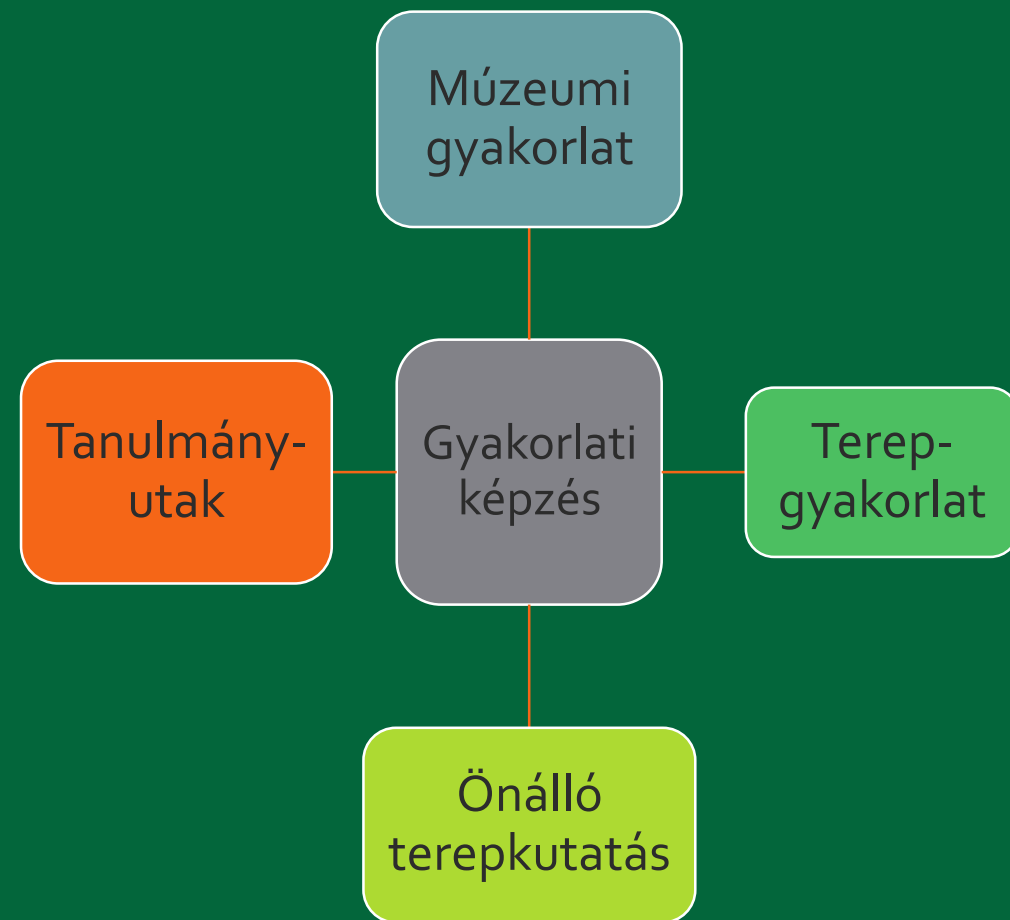 Múzeumi
gyakorlat
Tanulmány-
utak
Gyakorlati
képzés
Terep-
gyakorlat
Önálló
terepkutatás